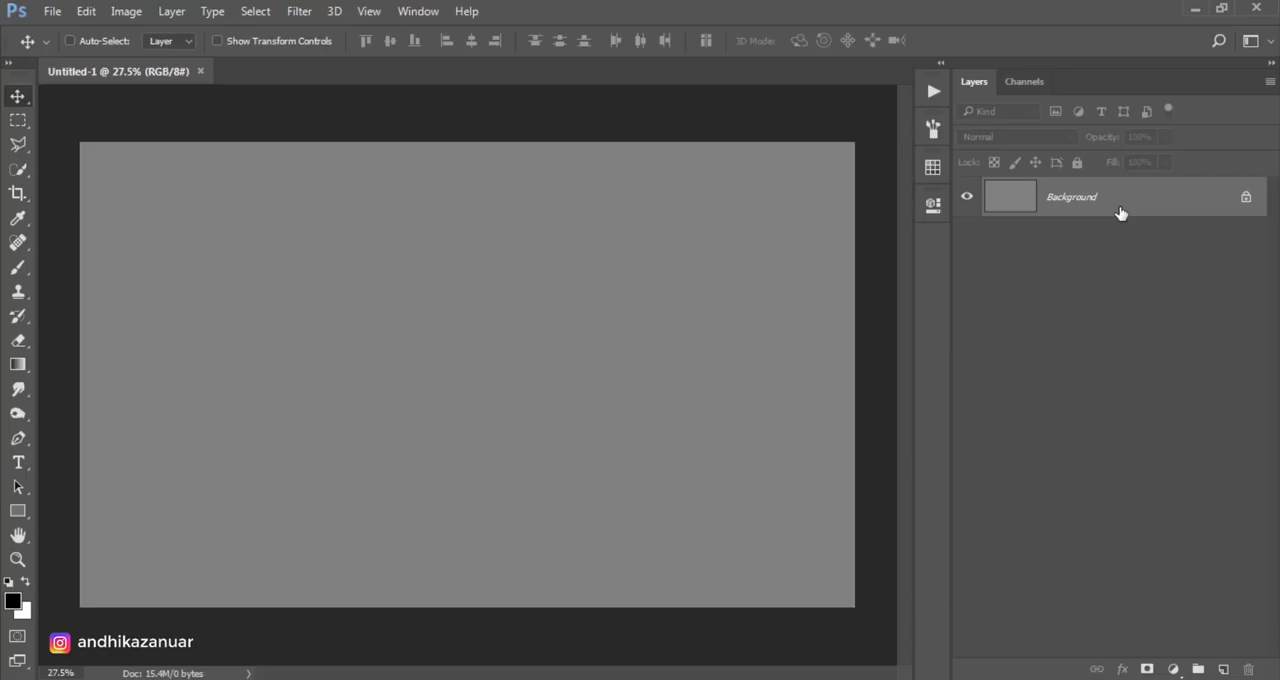 Ps File Edit Image Layer Type Select Filter 3D View Window Help
Auto-Select: Layer Show Transform Controls 3D Mode:
Untitled-1 @ 27.5% (RGB/8#) ×
Layers Channels
Kind
Normal Opacity: 100%
Lock: Fill: 100%
Background
andhikazanuar
27.5% Doc: 15.4M/0 bytes